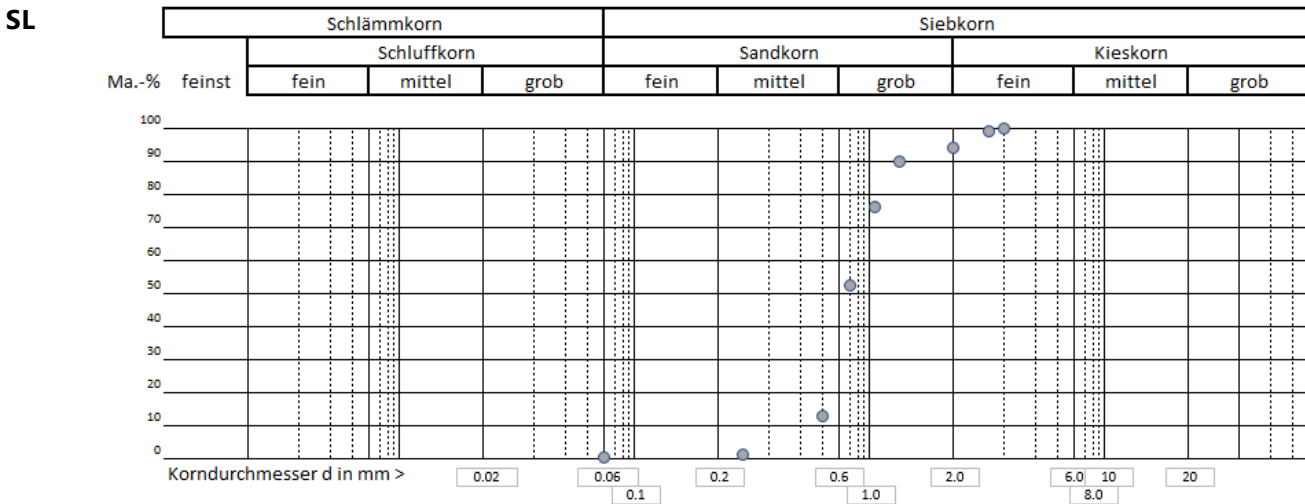 SL
Schlämmkorn Siebkorn
Schluffkorn Sandkorn Kieskorn
Ma.-% feinst fein mittel grob fein mittel grob fein mittel grob
100
90
80
70
60
50
40
30
20
10
0
Korndurchmesser d in mm > 0.02 0.06 0.2 0.6 2.0 6.0 10 20
0.1 1.0 8.0